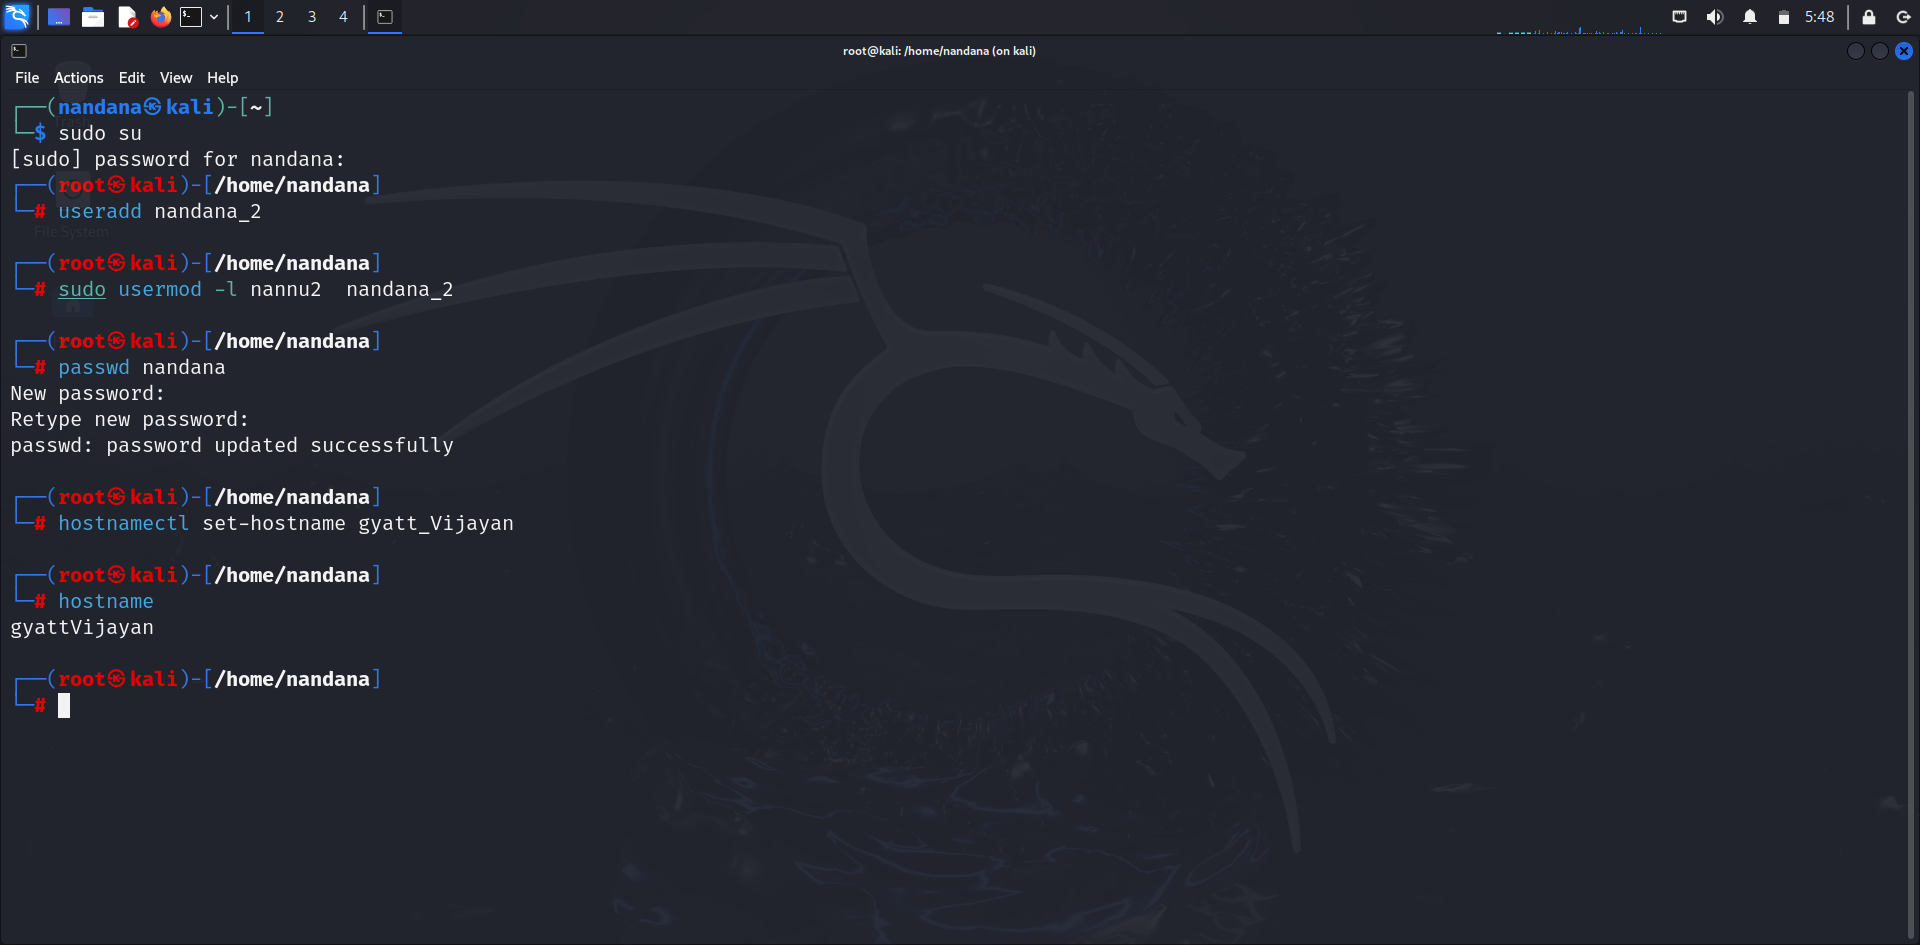 1 2 3 4 5:48
root@kali: /home/nandana (on kali)
File Actions Edit View Help
┌──(nandana㉿kali)-[~]
└─$ sudo su
[sudo] password for nandana:
┌──(root㉿kali)-[/home/nandana]
└─# useradd nandana_2
File System
┌──(root㉿kali)-[/home/nandana]
└─# sudo usermod -l nannu2  nandana_2
┌──(root㉿kali)-[/home/nandana]
└─# passwd nandana
New password:
Retype new password:
passwd: password updated successfully
┌──(root㉿kali)-[/home/nandana]
└─# hostnamectl set-hostname gyatt_Vijayan
┌──(root㉿kali)-[/home/nandana]
└─# hostname
gyattVijayan
┌──(root㉿kali)-[/home/nandana]
└─#